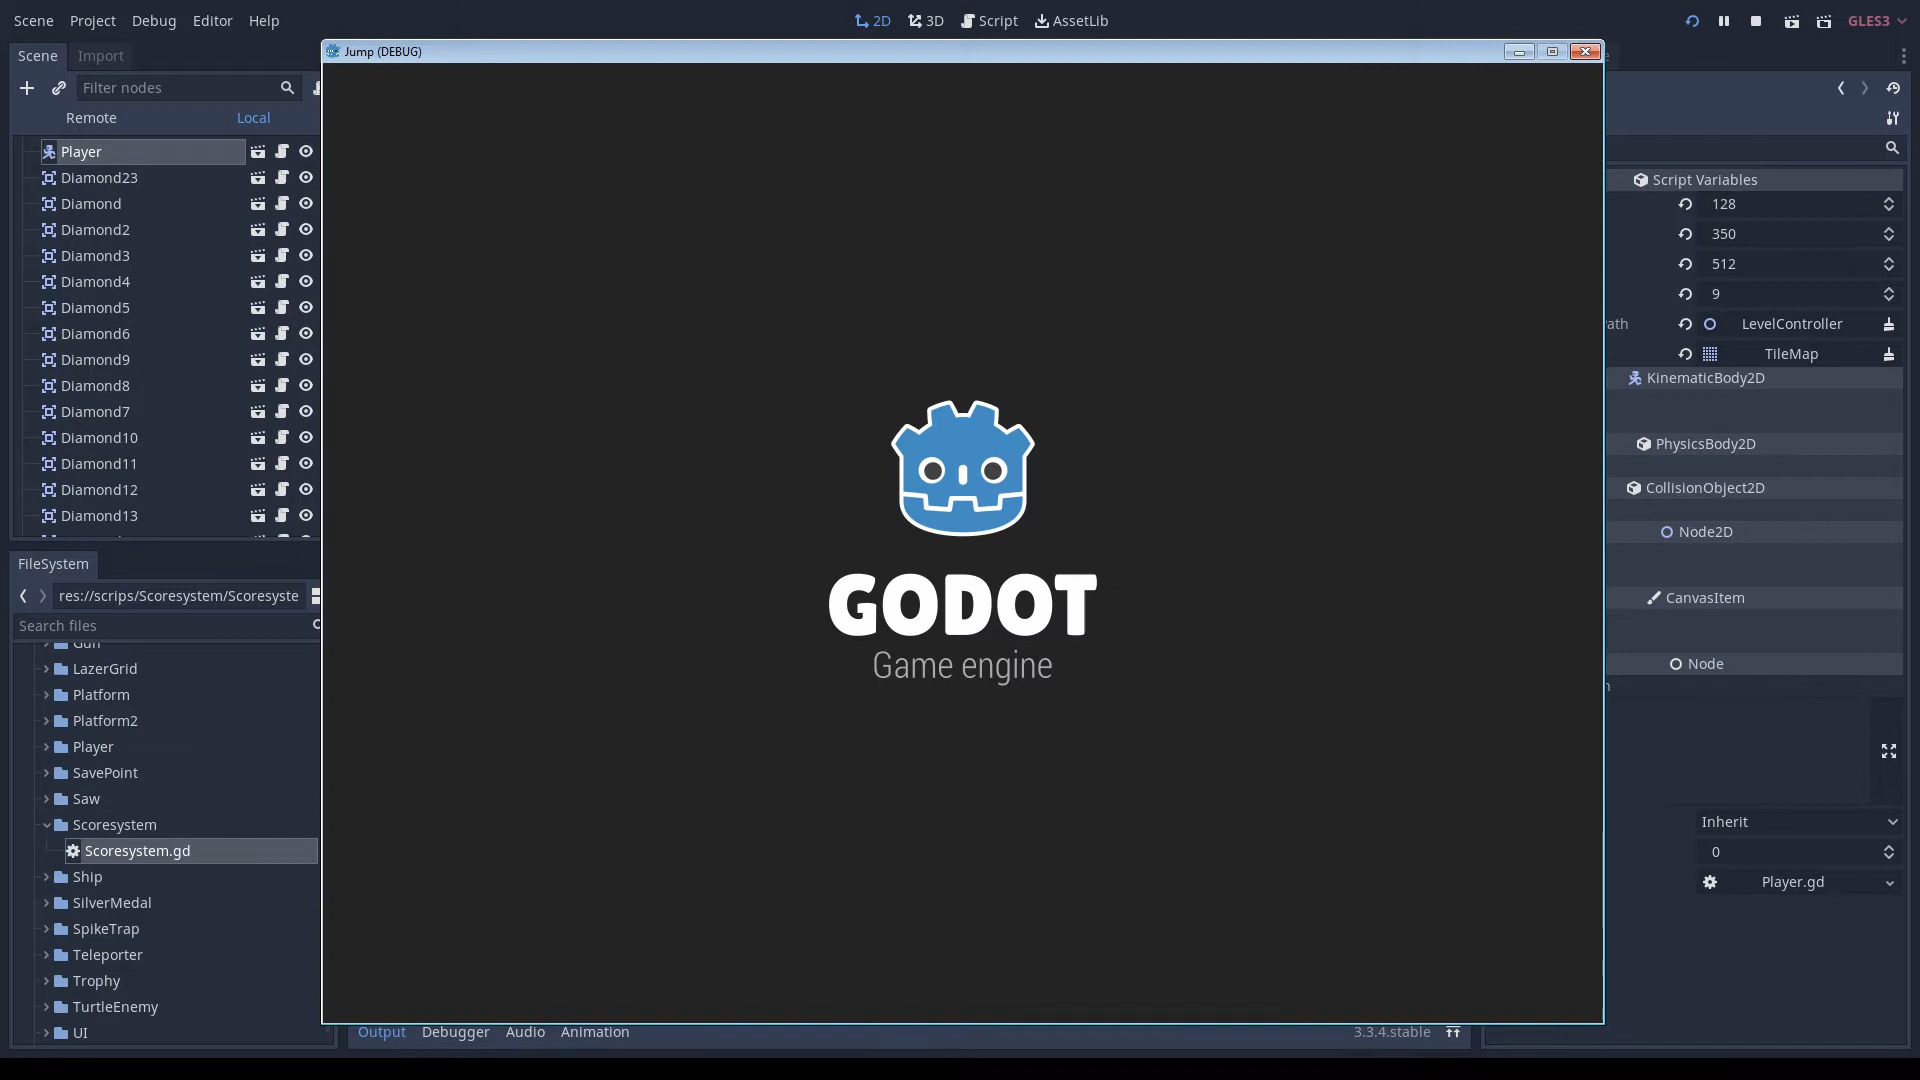 Scene Project Debug Editor Help
2D 3D Script AssetLib
GLES3
Scene Import
Filter nodes
Remote Local
Player
Diamond23
Diamond
Diamond2
Diamond3
Diamond4
Diamond5
Diamond6
Diamond9
Diamond8
Diamond7
Diamond10
Diamond11
Diamond12
Diamond13
FileSystem
res://scrips/Scoresystem/Scoresyste
Search files
Gun
LazerGrid
Platform
Platform2
Player
SavePoint
Saw
Scoresystem
Scoresystem.gd
Ship
SilverMedal
SpikeTrap
Teleporter
Trophy
TurtleEnemy
UI
Jump (DEBUG)
GODOT
Game engine
Output Debugger Audio Animation
3.3.4.stable
Script Variables
128
350
512
9
LevelController
TileMap
KinematicBody2D
PhysicsBody2D
CollisionObject2D
Node2D
CanvasItem
Node
Inherit
0
Player.gd